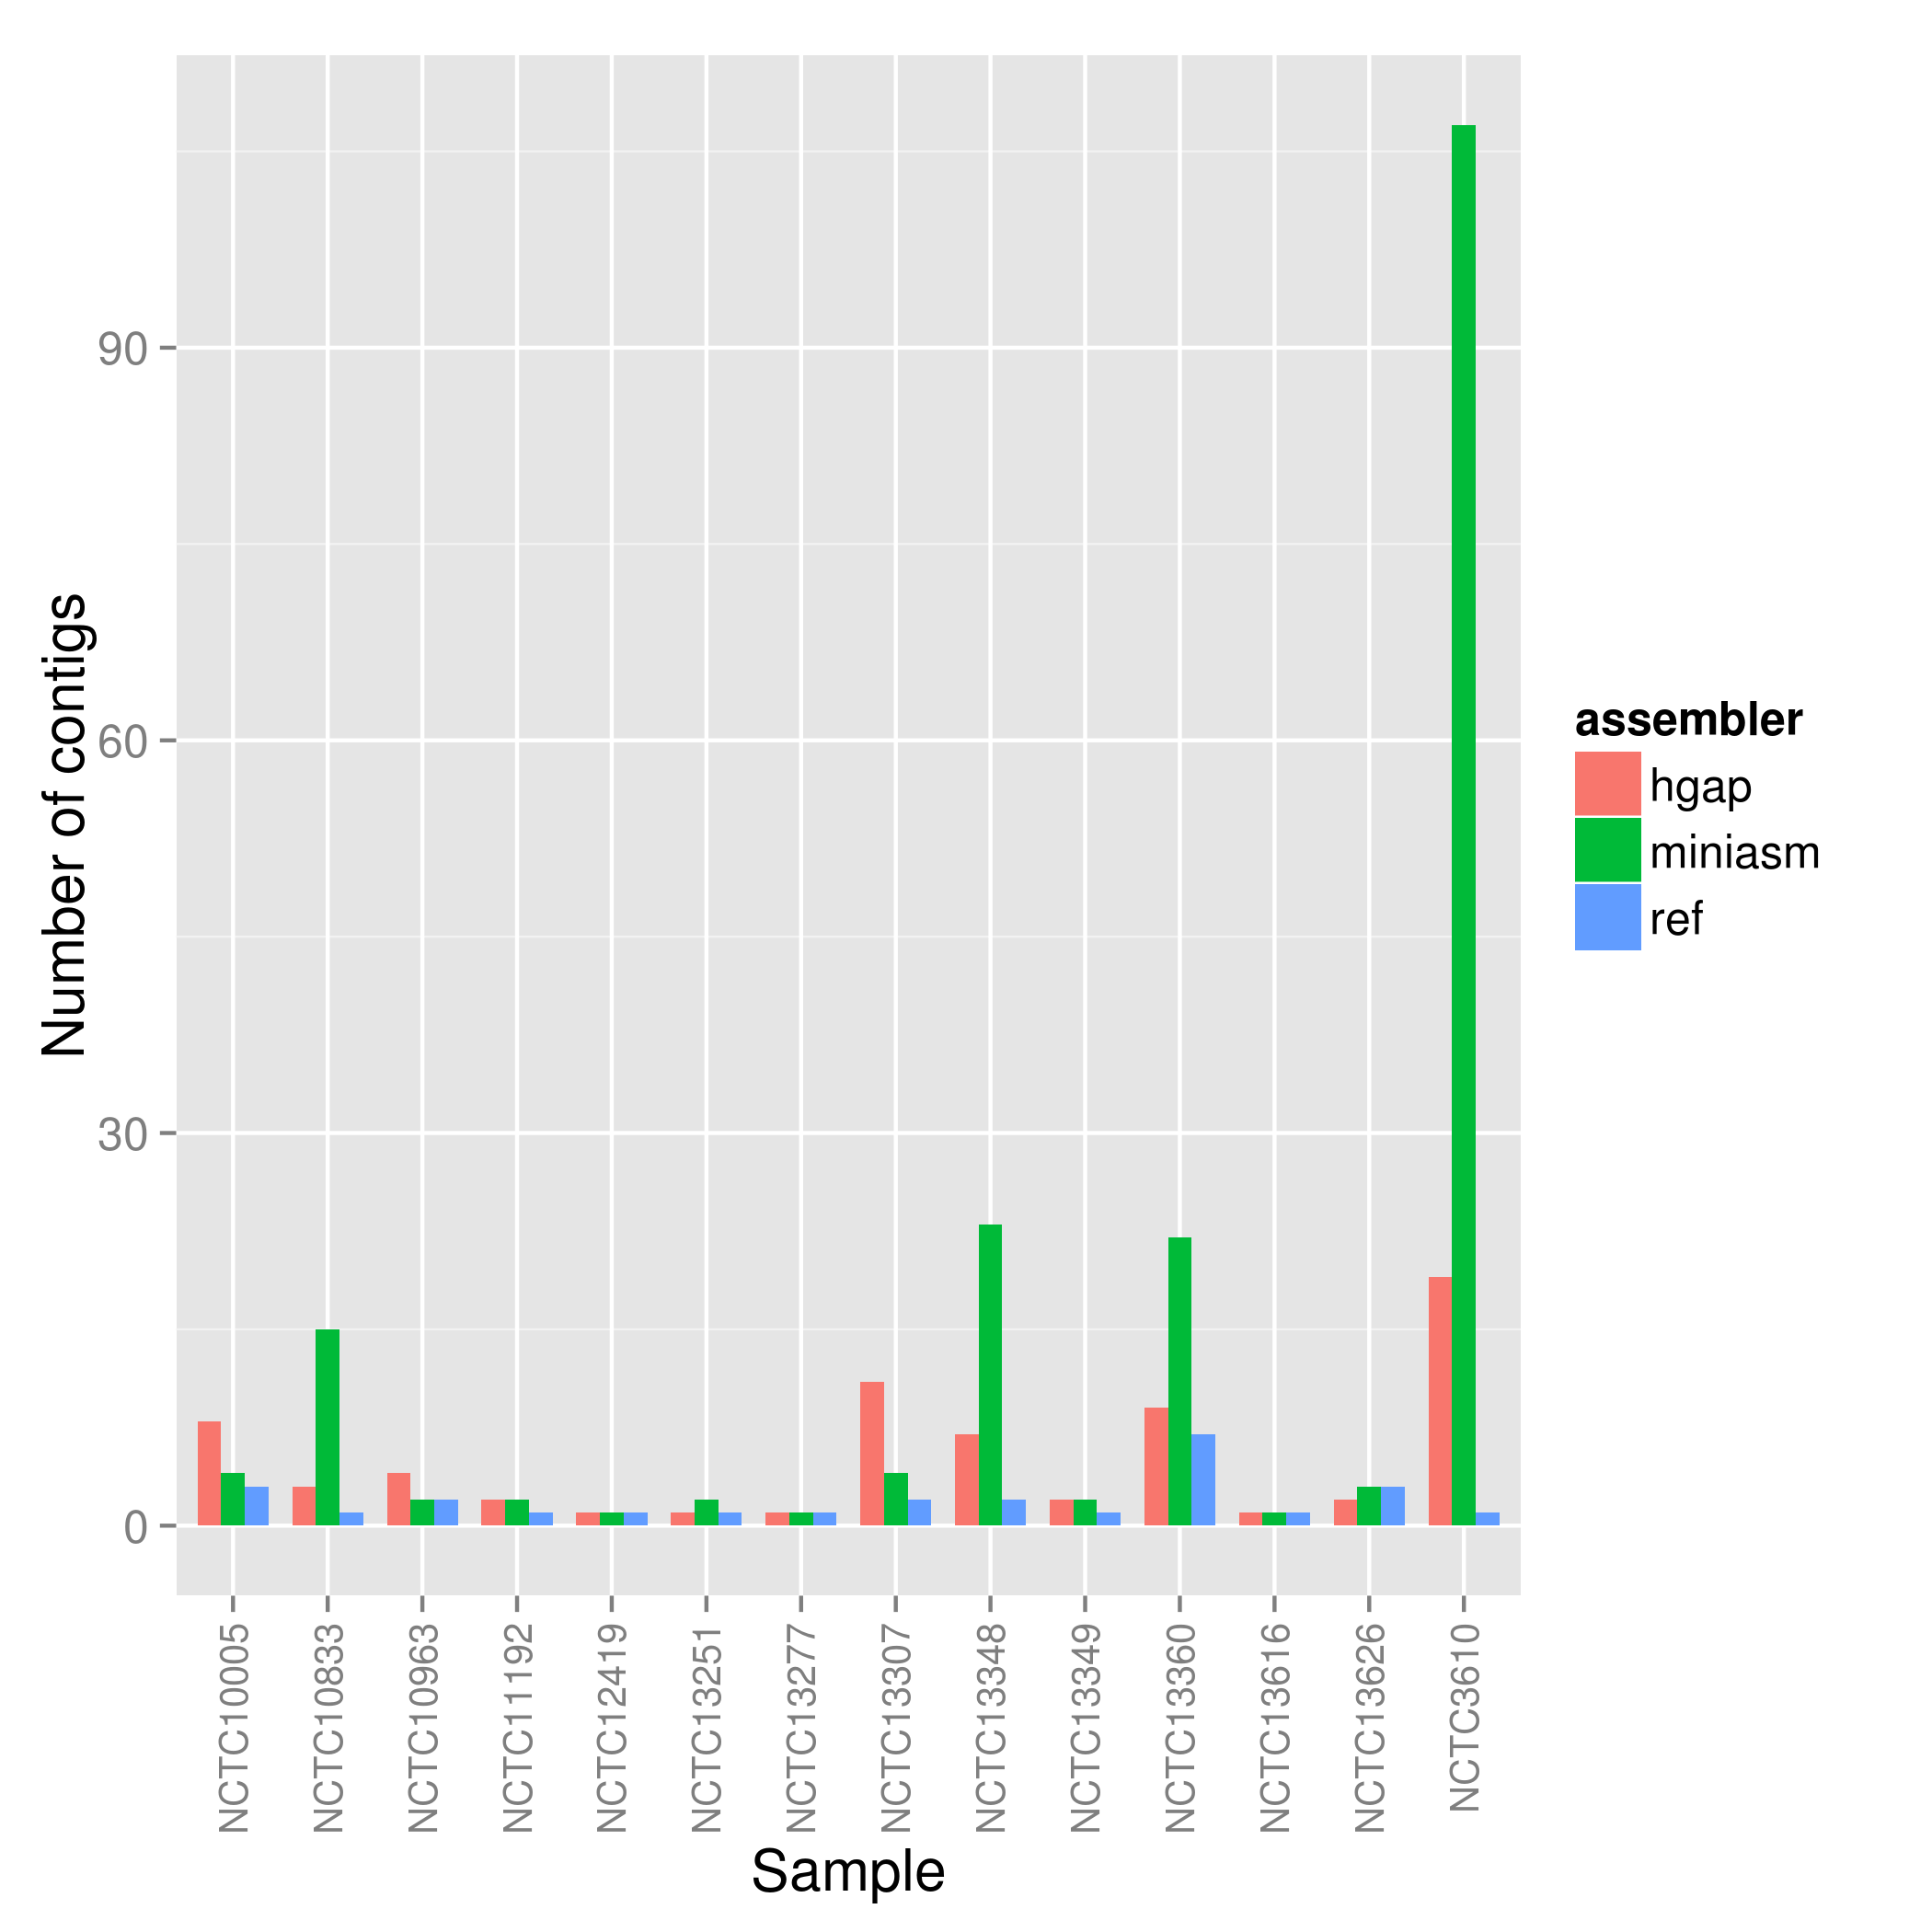 Number of contigs
90
60
30
0
NCTC10005
NCTC10833
NCTC10963
NCTC11192
NCTC12419
NCTC13251
NCTC13277
NCTC13307
NCTC13348
NCTC13349
NCTC13360
NCTC13616
NCTC13626
NCTC3610
Sample
assembler
hgap
miniasm
ref